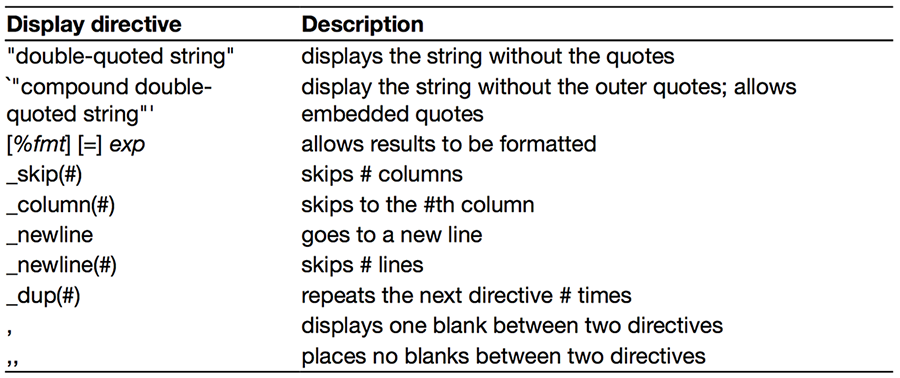 Display directive Description
"double-quoted string" displays the string without the quotes
`"compound double- display the string without the outer quotes; allows
quoted string"' embedded quotes
[%fmt] [=] exp allows results to be formatted
_skip(#) skips # columns
_column(#) skips to the #th column
_newline goes to a new line
_newline(#) skips # lines
_dup(#) repeats the next directive # times
, displays one blank between two directives
,, places no blanks between two directives